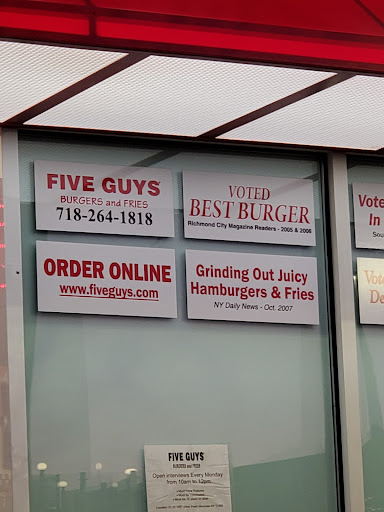 FIVE GUYS
BURGERS and FRIES
718-264-1818
VOTED
BEST BURGER
Richmond City Magazine Readers - 2005 & 2006
ORDER ONLINE
www.fiveguys.com
Grinding Out Juicy
Hamburgers & Fries
NY Daily News - Oct. 2007
Vote
In
Sou
Vote
De
FIVE GUYS
BURGERS and FRIES
Open interviews Every Monday
from 10am to 12pm